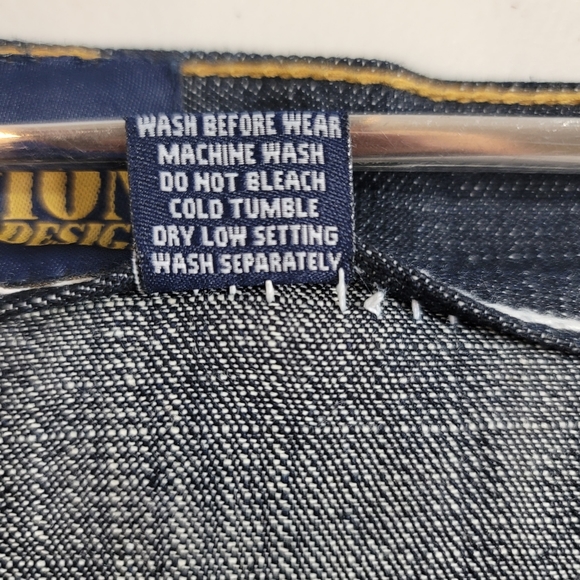 WASH BEFORE WEAR
MACHINE WASH
DO NOT BLEACH
COLD TUMBLE
DRY LOW SETTING
WASH SEPARATELY